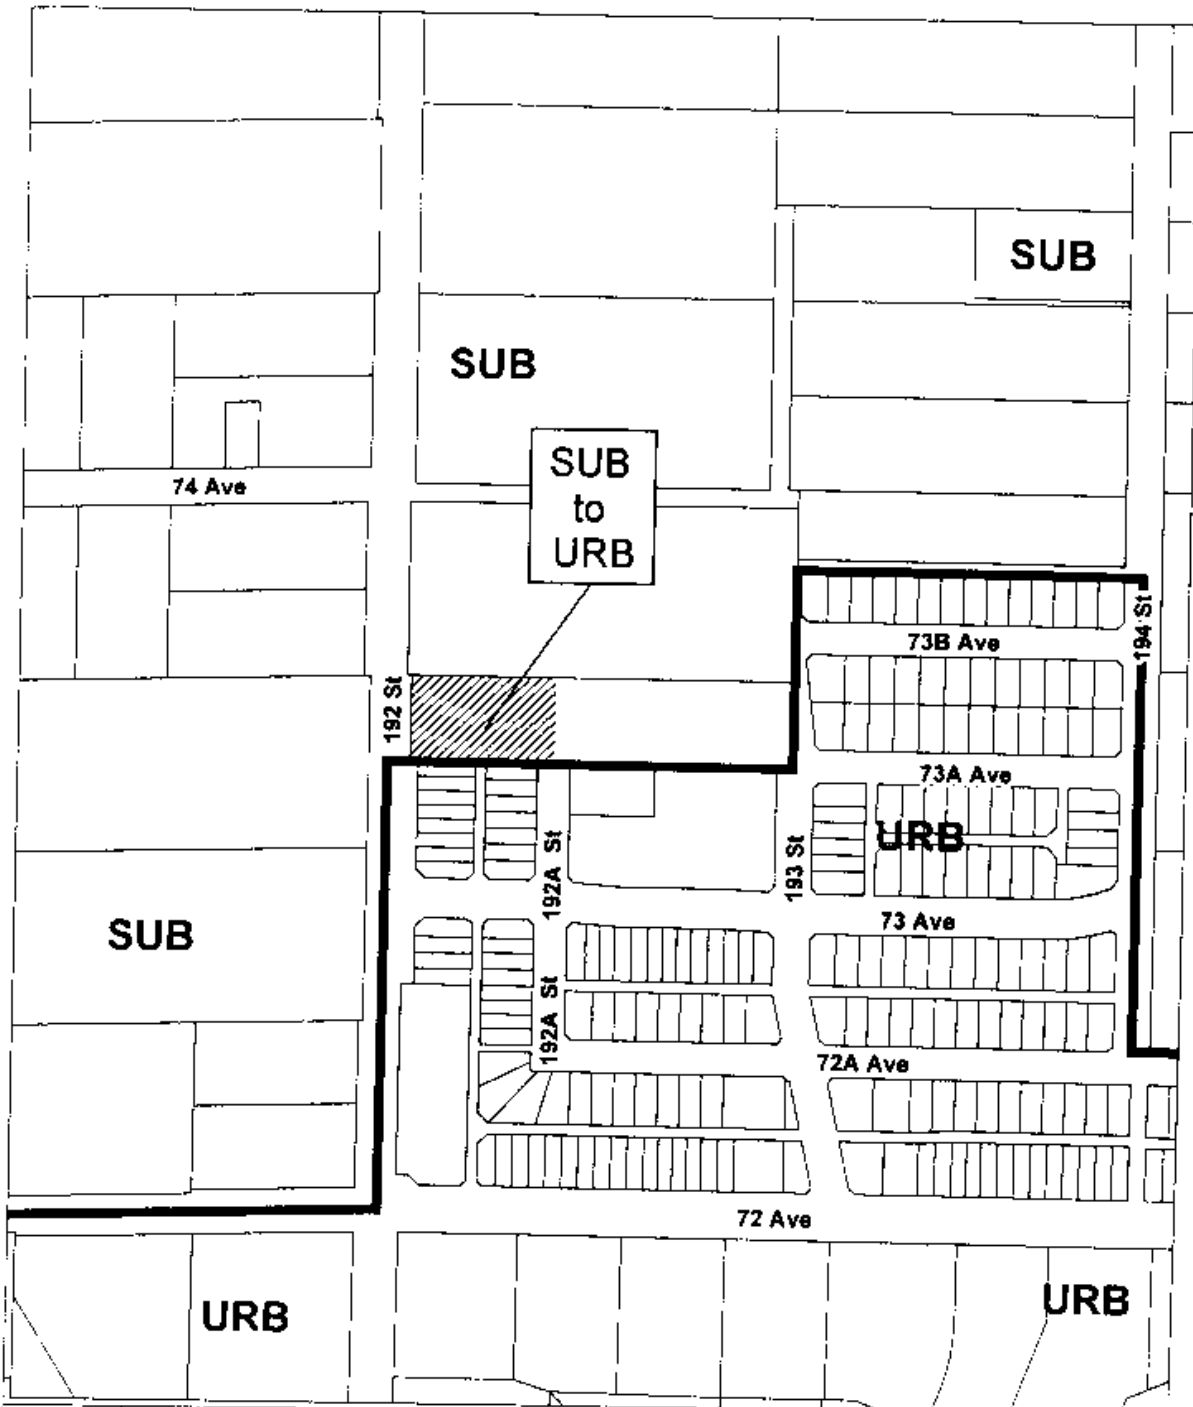 SUB
SUB
SUB
to
URB
74 Ave
194 St
73B Ave
192 St
73A Ave
URB
193 St
192A St
73 Ave
SUB
192A St
72A Ave
72 Ave
URB
URB